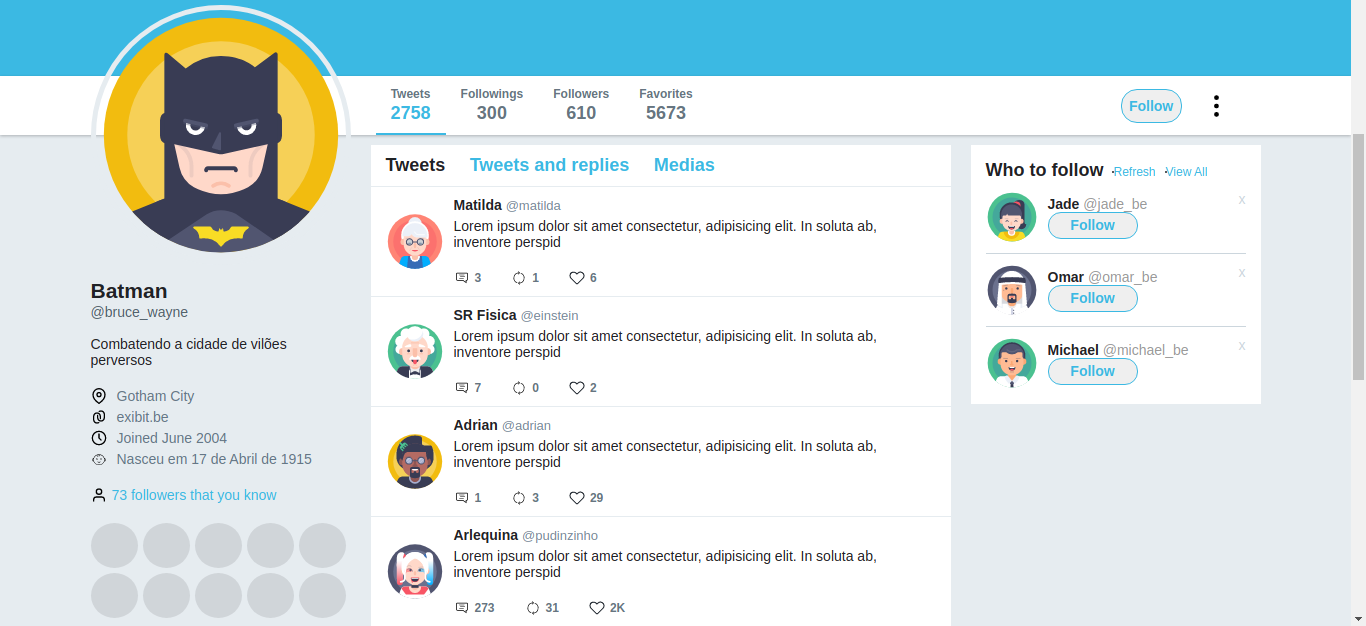 Tweets Followings Followers Favorites
2758 300 610 5673
Follow
Batman
@bruce_wayne
Combatendo a cidade de vilões
perversos
Gotham City
exibit.be
Joined June 2004
Nasceu em 17 de Abril de 1915
73 followers that you know
Tweets Tweets and replies Medias
Matilda @matilda
Lorem ipsum dolor sit amet consectetur, adipisicing elit. In soluta ab,
inventore perspid
3 1 6
SR Fisica @einstein
Lorem ipsum dolor sit amet consectetur, adipisicing elit. In soluta ab,
inventore perspid
7 0 2
Adrian @adrian
Lorem ipsum dolor sit amet consectetur, adipisicing elit. In soluta ab,
inventore perspid
1 3 29
Arlequina @pudinzinho
Lorem ipsum dolor sit amet consectetur, adipisicing elit. In soluta ab,
inventore perspid
273 31 2K
Who to follow ·Refresh ·View All
Jade @jade_be x
Follow
Omar @omar_be x
Follow
Michael @michael_be x
Follow